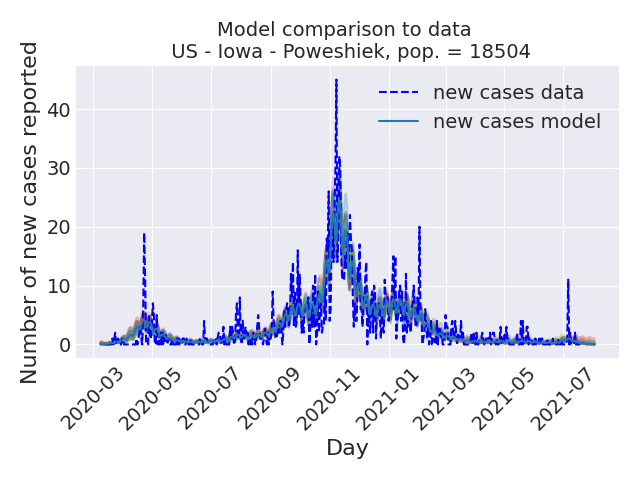 Model comparison to data
US - Iowa - Poweshiek, pop. = 18504
Number of new cases reported
40
30
20
10
0
new cases data
new cases model
2020-03
2020-05
2020-07
2020-09
2020-11
2021-01
2021-03
2021-05
2021-07
Day